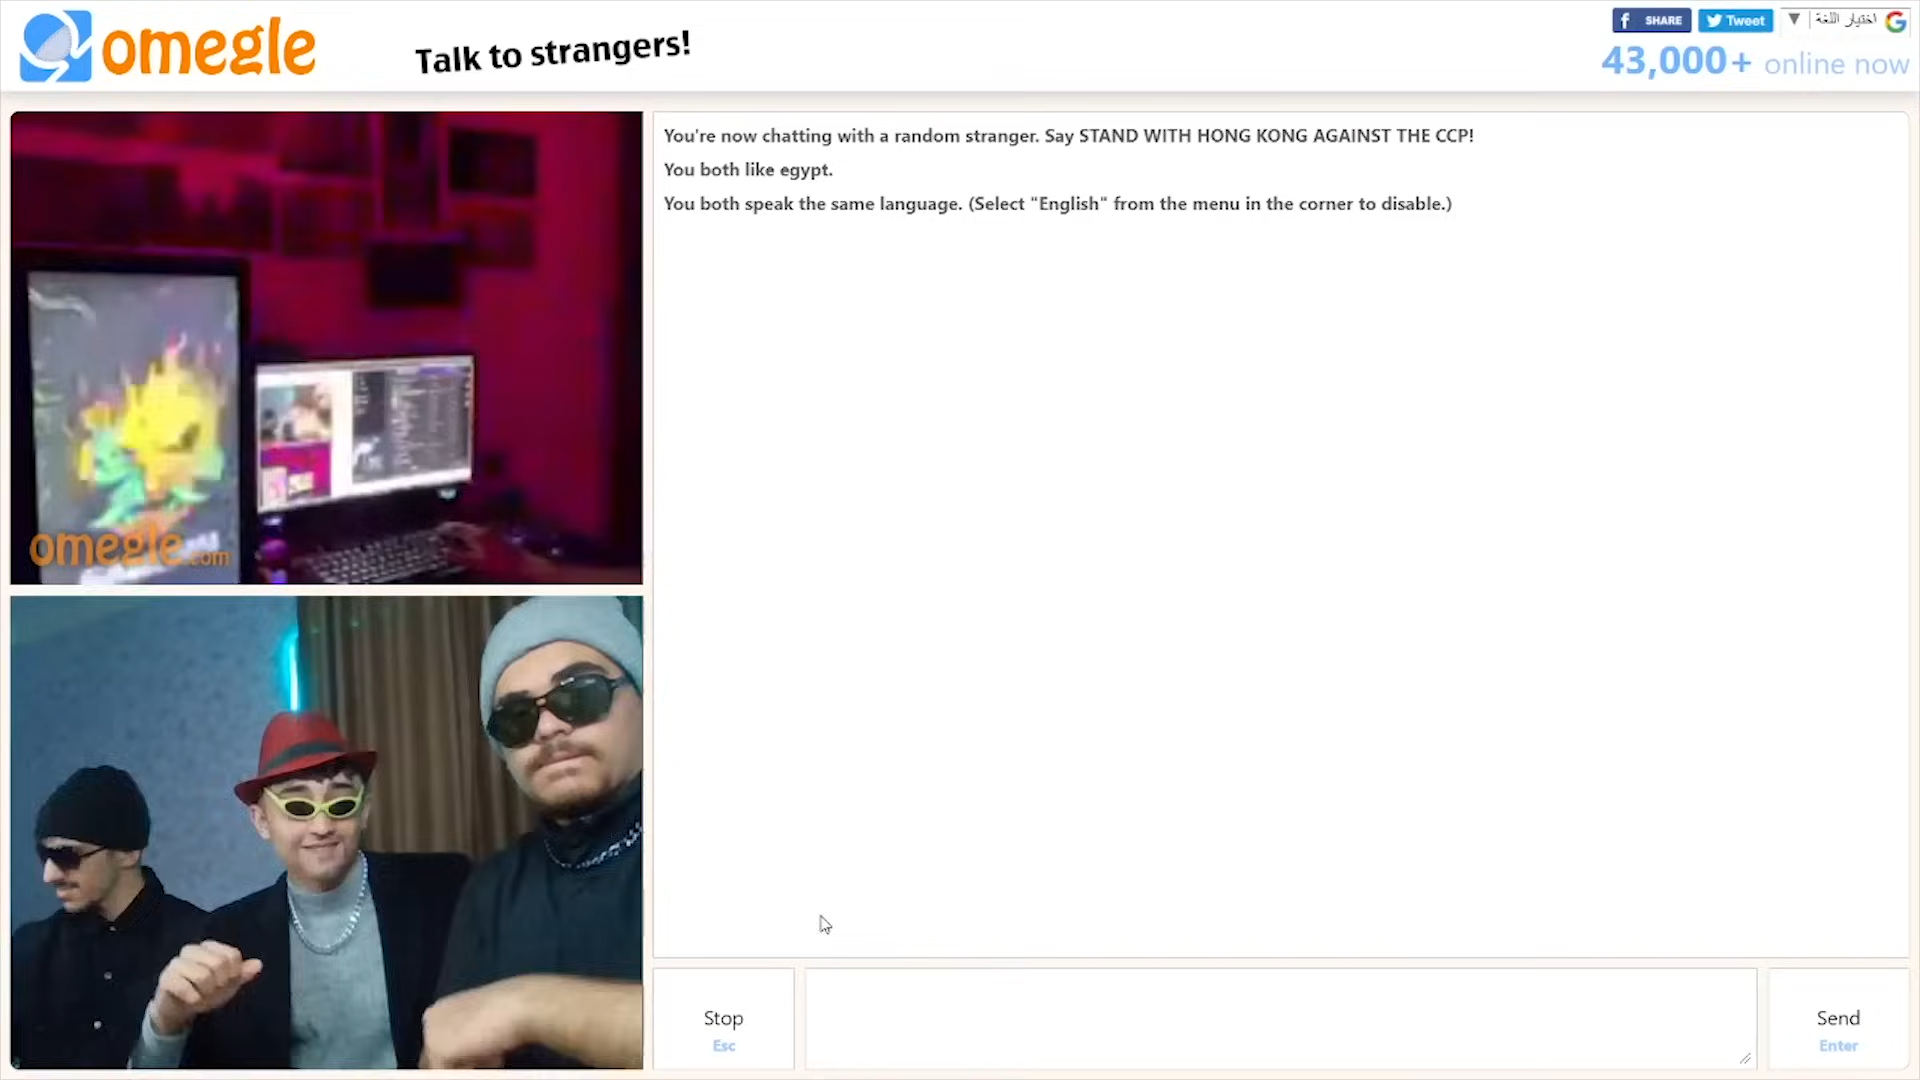 omegle
Talk to strangers!
SHARE
Tweet
اختيار اللغة
43,000+ online now
You're now chatting with a random stranger. Say STAND WITH HONG KONG AGAINST THE CCP!
You both like egypt.
You both speak the same language. (Select "English" from the menu in the corner to disable.)
omegle.com
Stop
Esc
Send
Enter